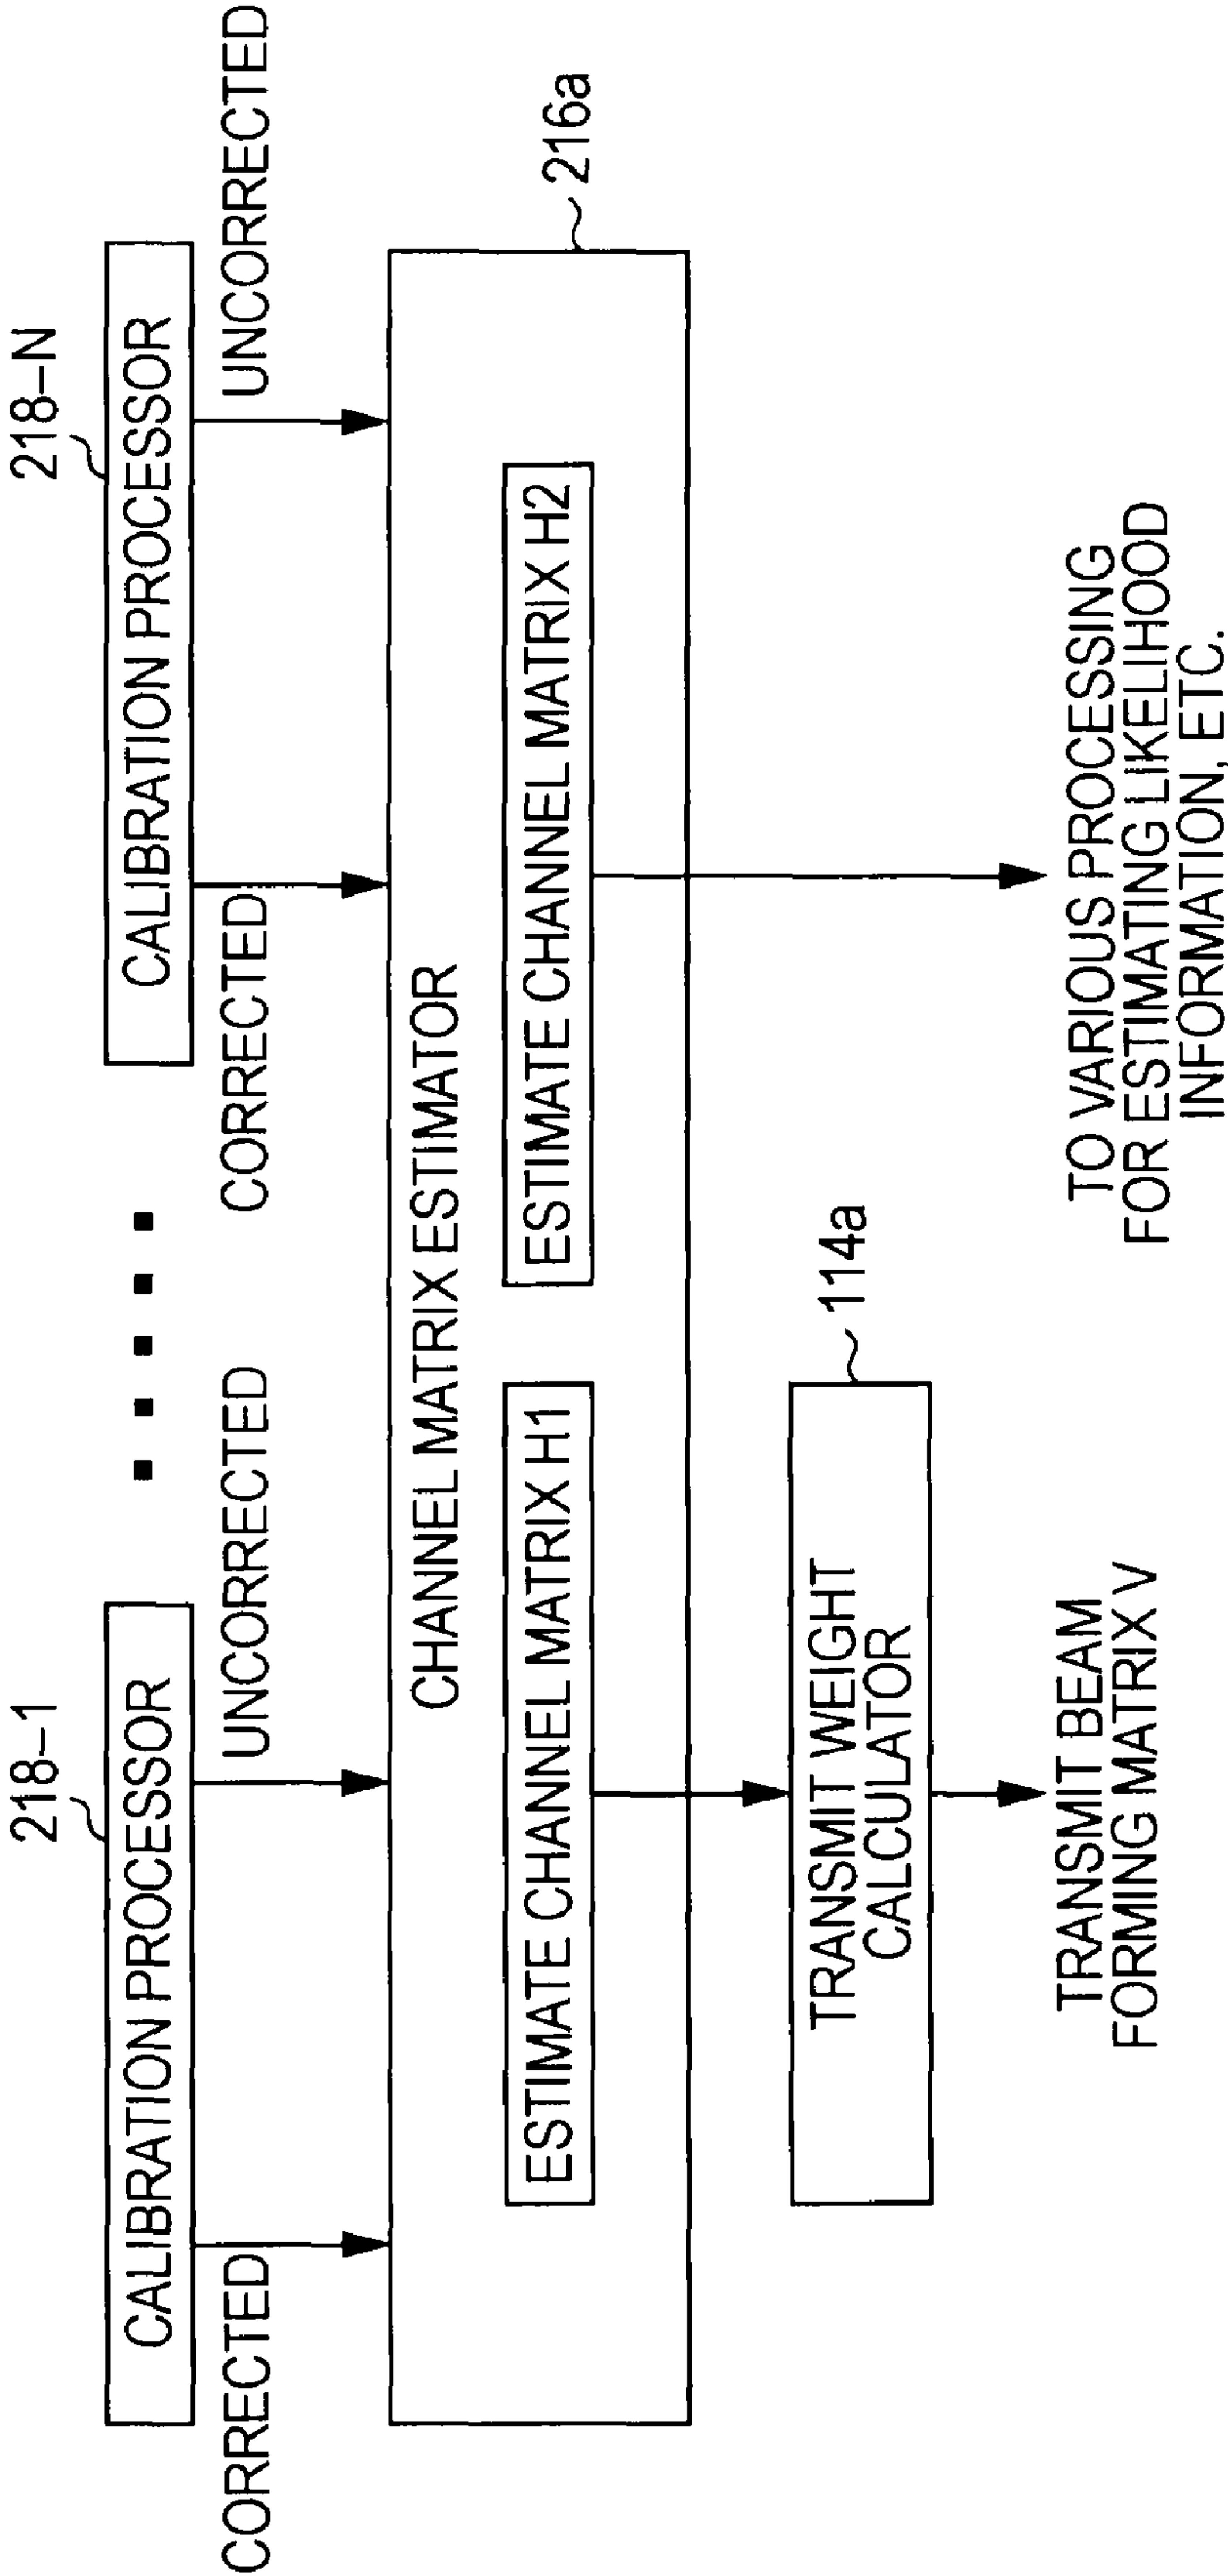 218–1
218–N
CALIBRATION PROCESSOR
CALIBRATION PROCESSOR
CORRECTED
UNCORRECTED
CORRECTED
UNCORRECTED
CHANNEL MATRIX ESTIMATOR
216a
ESTIMATE CHANNEL MATRIX H1
ESTIMATE CHANNEL MATRIX H2
114a
TRANSMIT WEIGHT
CALCULATOR
TRANSMIT BEAM
FORMING MATRIX V
TO VARIOUS PROCESSING
FOR ESTIMATING LIKELIHOOD
INFORMATION, ETC.